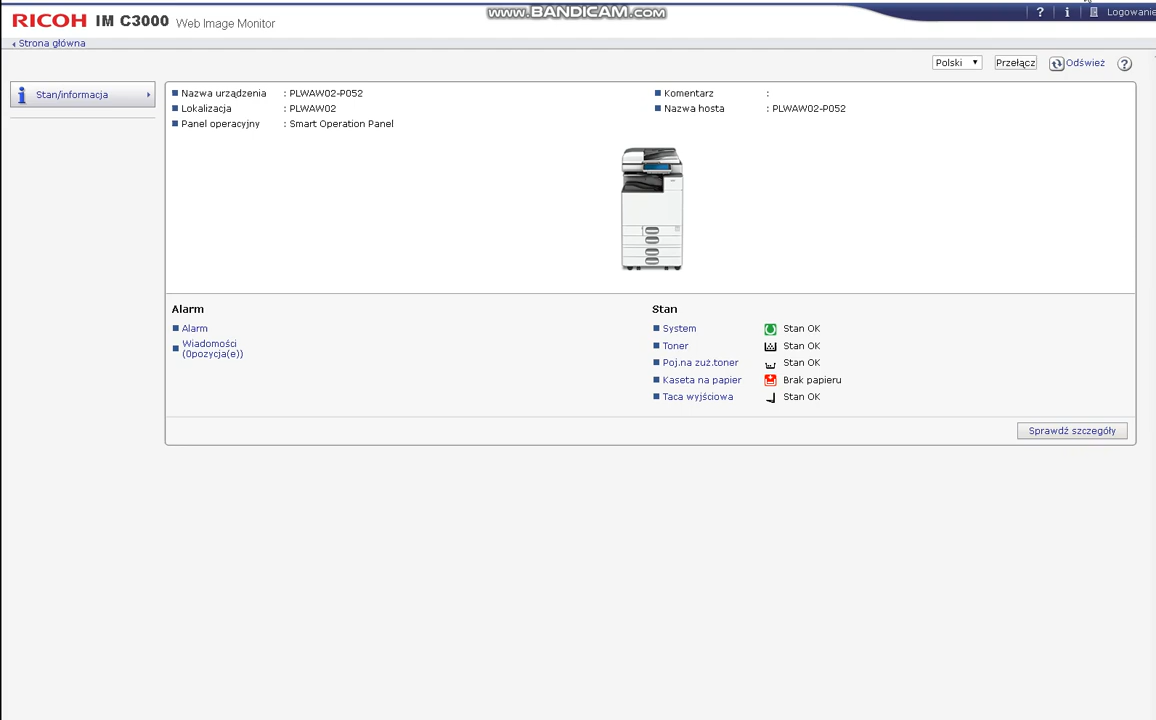 www.BANDICAM.com
RICOH IM C3000 Web Image Monitor
? i Logowanie
Strona główna
Polski ▼ Przełącz Odśwież ?
i Stan/informacja
Nazwa urządzenia : PLWAW02-P052 Komentarz :
Lokalizacja : PLWAW02 Nazwa hosta : PLWAW02-P052
Panel operacyjny : Smart Operation Panel
Alarm
Alarm
Wiadomości
(0pozycja(e))
Stan
System Stan OK
Toner Stan OK
Poj.na zuż.toner Stan OK
Kaseta na papier Brak papieru
Taca wyjściowa Stan OK
Sprawdź szczegóły